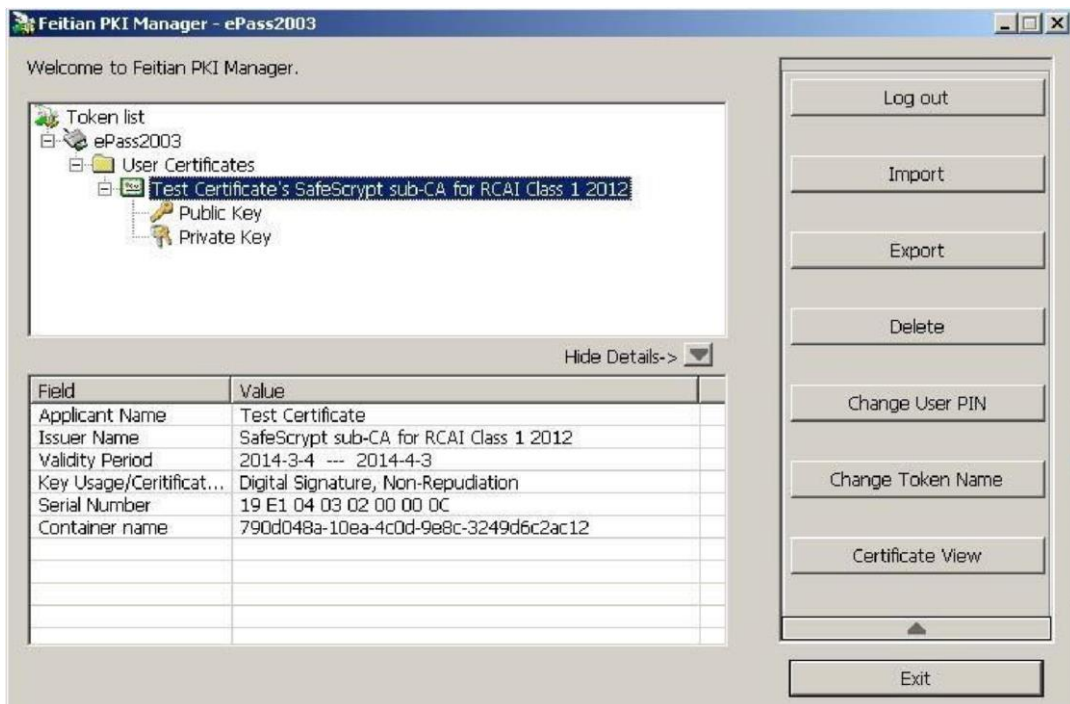 Feitian PKI Manager - ePass2003
Welcome to Feitian PKI Manager.
Token list
ePass2003
User Certificates
Test Certificate's SafeScrypt sub-CA for RCAI Class 1 2012
Public Key
Private Key
Hide Details->
Field Value
Applicant Name Test Certificate
Issuer Name SafeScrypt sub-CA for RCAI Class 1 2012
Validity Period 2014-3-4 --- 2014-4-3
Key Usage/Ceritificat... Digital Signature, Non-Repudiation
Serial Number 19 E1 04 03 02 00 00 0C
Container name 790d048a-10ea-4c0d-9e8c-3249d6c2ac12
Log out
Import
Export
Delete
Change User PIN
Change Token Name
Certificate View
Exit